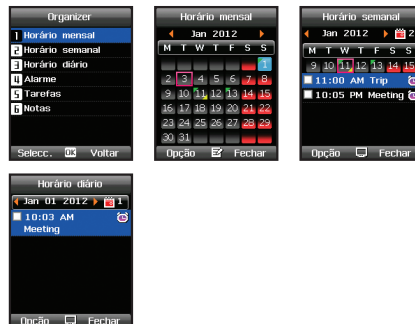 Organizer
1 Horário mensal
2 Horário semanal
3 Horário diário
4 Alarme
5 Tarefas
6 Notas
Selecc. OK Voltar
Horário mensal
Jan 2012
M T W T F S S
1
2 3 4 5 6 7 8
9 10 11 12 13 14 15
16 17 18 19 20 21 22
23 24 25 26 27 28 29
30 31
Opção Fechar
Horário semanal
Jan 2012 2
M T W T F S S
9 10 11 12 13 14 15
11:00 AM Trip
10:05 PM Meeting
Opção Fechar
Horário diário
Jan 01 2012 1
10:03 AM
Meeting
Opção Fechar